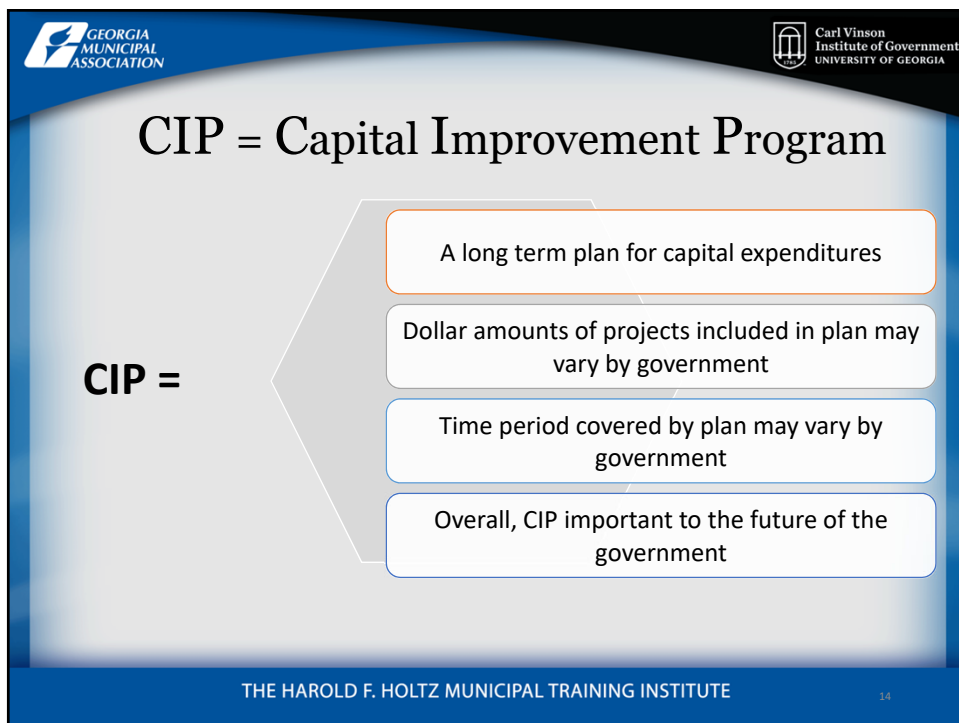 GEORGIA
MUNICIPAL
ASSOCIATION
1785
Carl Vinson
Institute of Government
UNIVERSITY OF GEORGIA
CIP = Capital Improvement Program
CIP =
A long term plan for capital expenditures
Dollar amounts of projects included in plan may
vary by government
Time period covered by plan may vary by
government
Overall, CIP important to the future of the
government
THE HAROLD F. HOLTZ MUNICIPAL TRAINING INSTITUTE
14